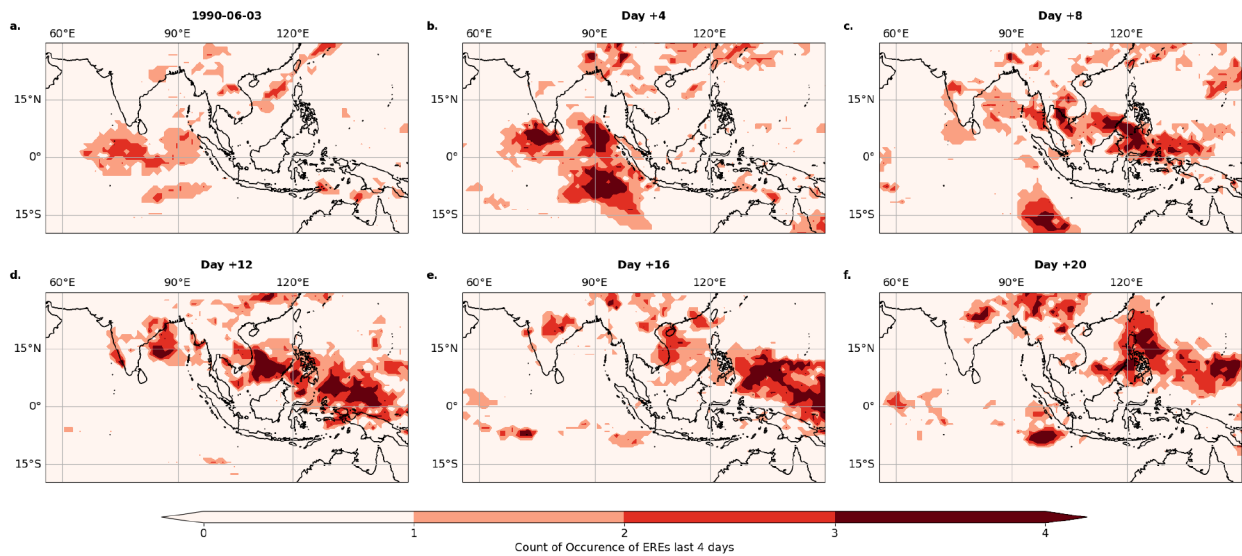 a. 1990-06-03
60°E 90°E 120°E
15°N
0°
15°S
b. Day +4
60°E 90°E 120°E
15°N
0°
15°S
c. Day +8
60°E 90°E 120°E
15°N
0°
15°S
d. Day +12
60°E 90°E 120°E
15°N
0°
15°S
e. Day +16
60°E 90°E 120°E
15°N
0°
15°S
f. Day +20
60°E 90°E 120°E
15°N
0°
15°S
0 1 2 3 4
Count of Occurence of EREs last 4 days